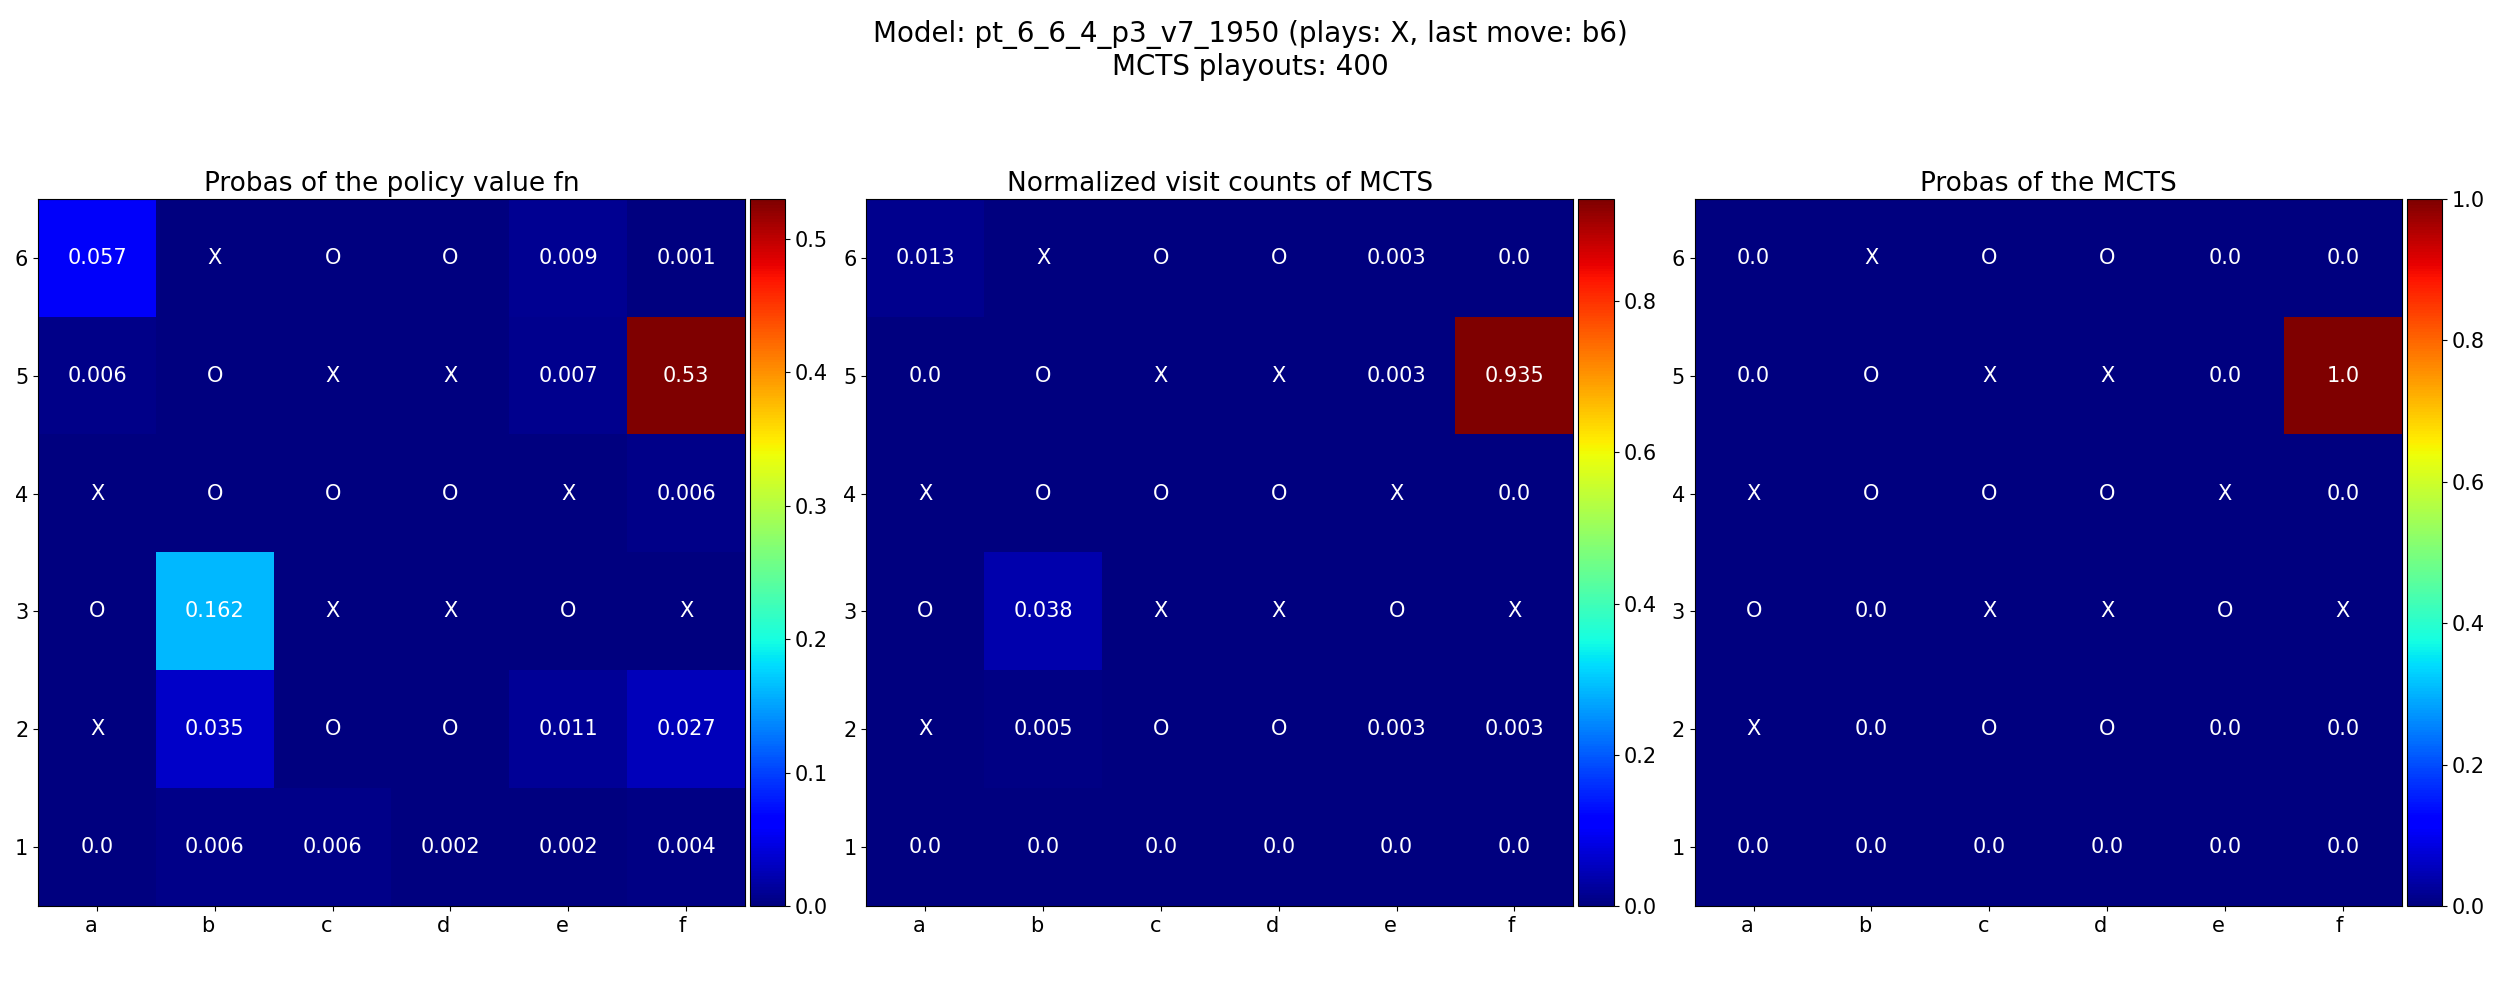 Model: pt_6_6_4_p3_v7_1950 (plays: X, last move: b6)
MCTS playouts: 400
Probas of the policy value fn
6 0.057 X O O 0.009 0.001
5 0.006 O X X 0.007 0.53
4 X O O O X 0.006
3 O 0.162 X X O X
2 X 0.035 O O 0.011 0.027
1 0.0 0.006 0.006 0.002 0.002 0.004
a b c d e f
0.5
0.4
0.3
0.2
0.1
0.0
Normalized visit counts of MCTS
6 0.013 X O O 0.003 0.0
5 0.0 O X X 0.003 0.935
4 X O O O X 0.0
3 O 0.038 X X O X
2 X 0.005 O O 0.003 0.003
1 0.0 0.0 0.0 0.0 0.0 0.0
a b c d e f
0.8
0.6
0.4
0.2
0.0
Probas of the MCTS
6 0.0 X O O 0.0 0.0
5 0.0 O X X 0.0 1.0
4 X O O O X 0.0
3 O 0.0 X X O X
2 X 0.0 O O 0.0 0.0
1 0.0 0.0 0.0 0.0 0.0 0.0
a b c d e f
1.0
0.8
0.6
0.4
0.2
0.0